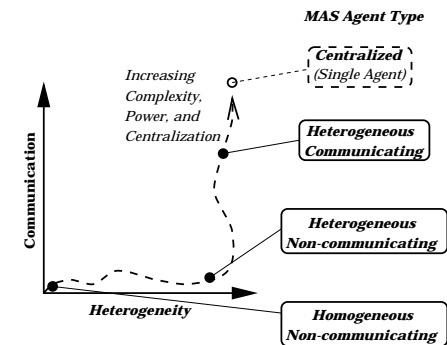 MAS Agent Type
Centralized
(Single Agent)
Increasing
Complexity,
Power, and
Centralization
Heterogeneous
Communicating
Communication
Heterogeneous
Non-communicating
Heterogeneity
Homogeneous
Non-communicating